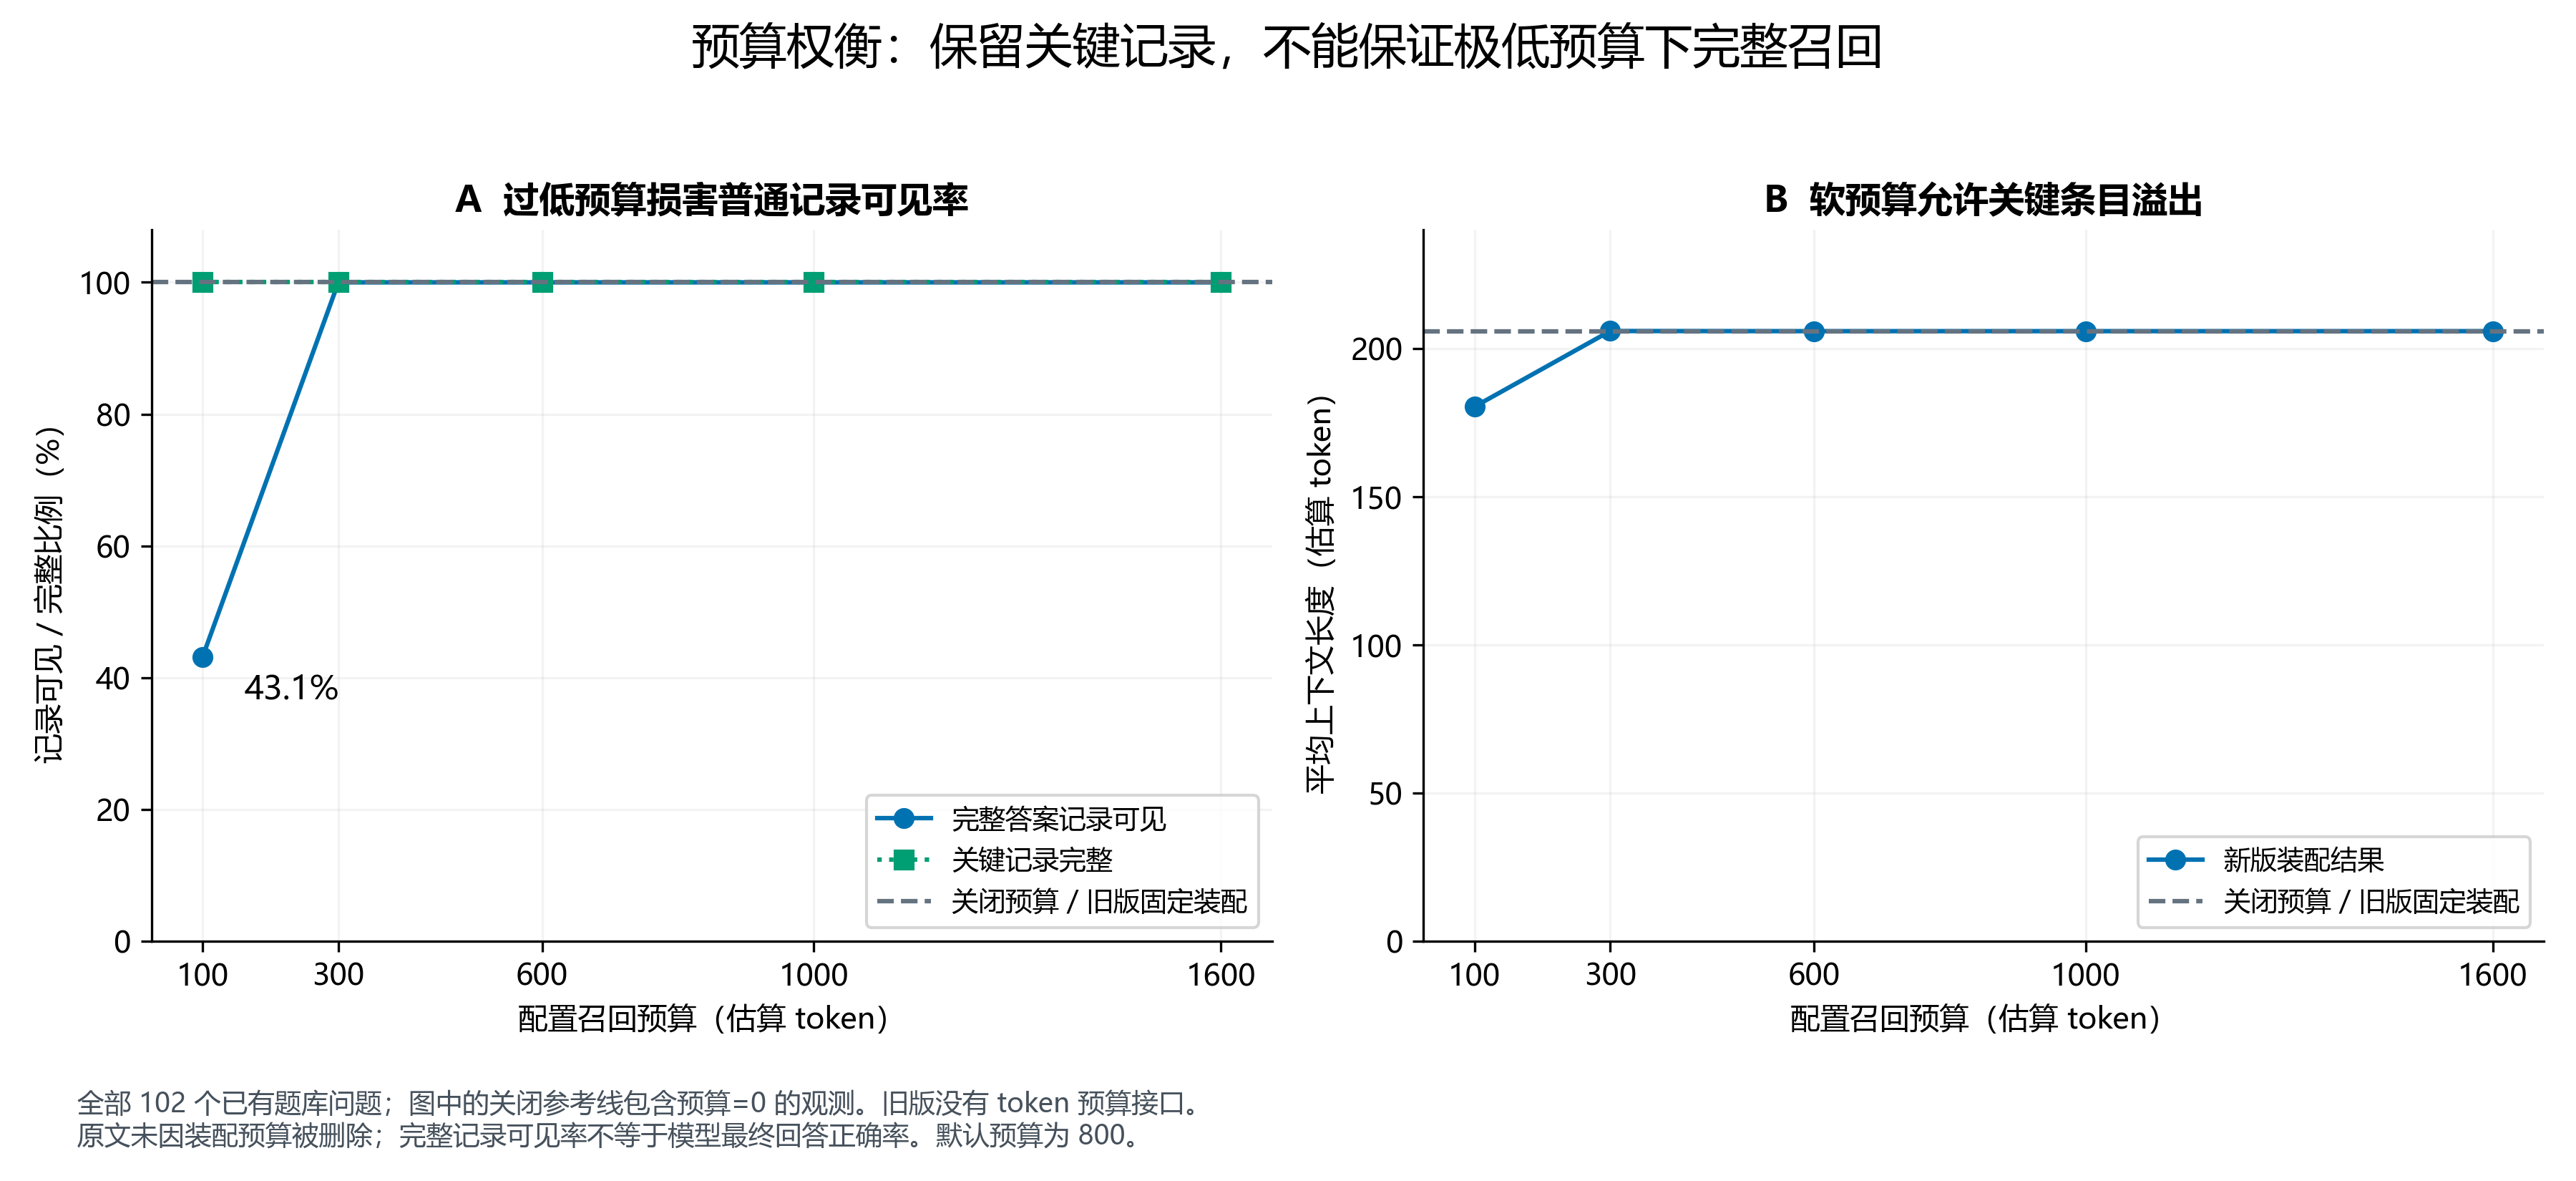 预算权衡：保留关键记录，不能保证极低预算下完整召回
A 过低预算损害普通记录可见率
记录可见 / 完整比例（%）
100
80
60
40
20
0
43.1%
完整答案记录可见
关键记录完整
关闭预算 / 旧版固定装配
100 300 600 1000 1600
配置召回预算（估算 token）
B 软预算允许关键条目溢出
平均上下文长度（估算 token）
200
150
100
50
0
新版装配结果
关闭预算 / 旧版固定装配
100 300 600 1000 1600
配置召回预算（估算 token）
全部 102 个已有题库问题；图中的关闭参考线包含预算=0 的观测。旧版没有 token 预算接口。
原文未因装配预算被删除；完整记录可见率不等于模型最终回答正确率。默认预算为 800。